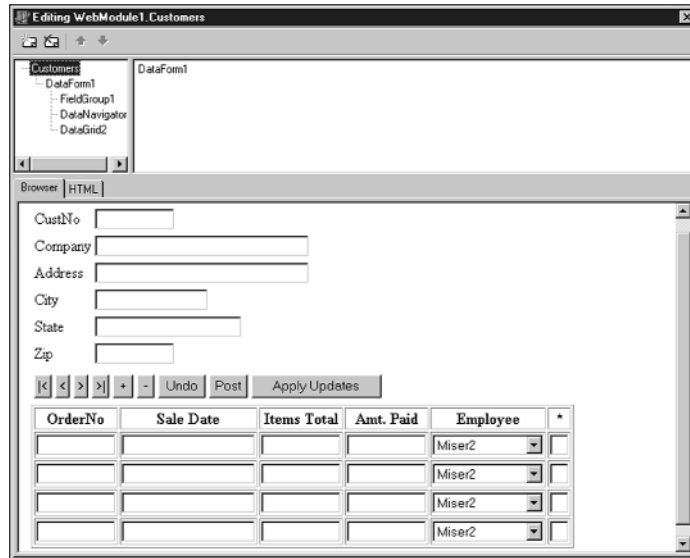 Editing WebModule1.Customers
Customers
DataForm1
FieldGroup1
DataNavigator
DataGrid2
DataForm1
Browser HTML
CustNo
Company
Address
City
State
Zip
|< < > >| + - Undo Post Apply Updates
OrderNo Sale Date Items Total Amt. Paid Employee *
Miser2
Miser2
Miser2
Miser2